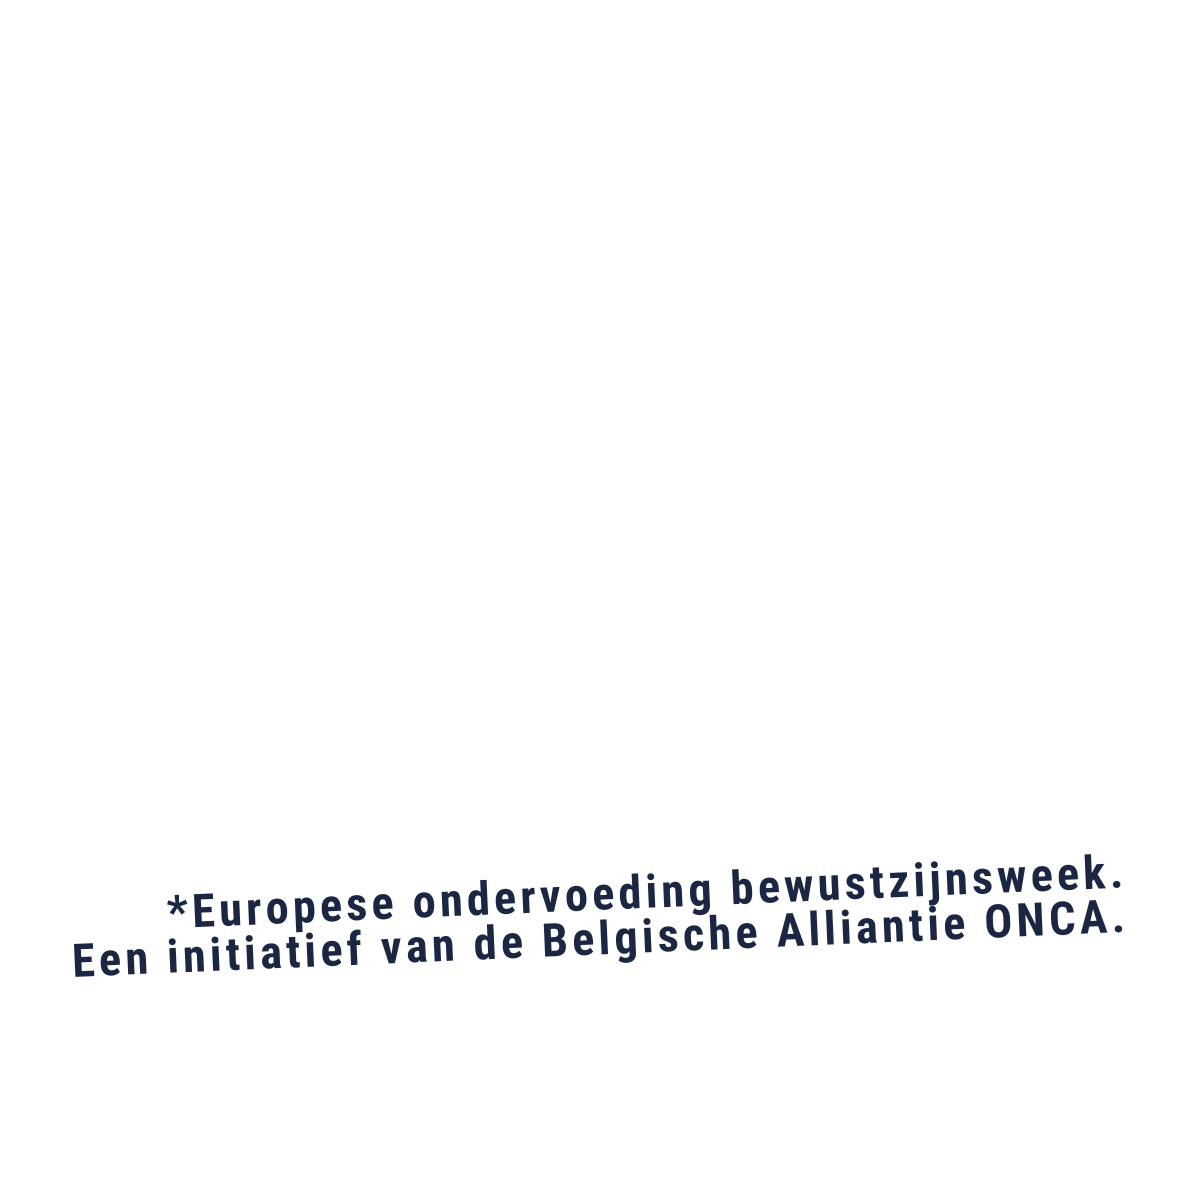 *Europese ondervoeding bewustzijnsweek.
Een initiatief van de Belgische Alliantie ONCA.